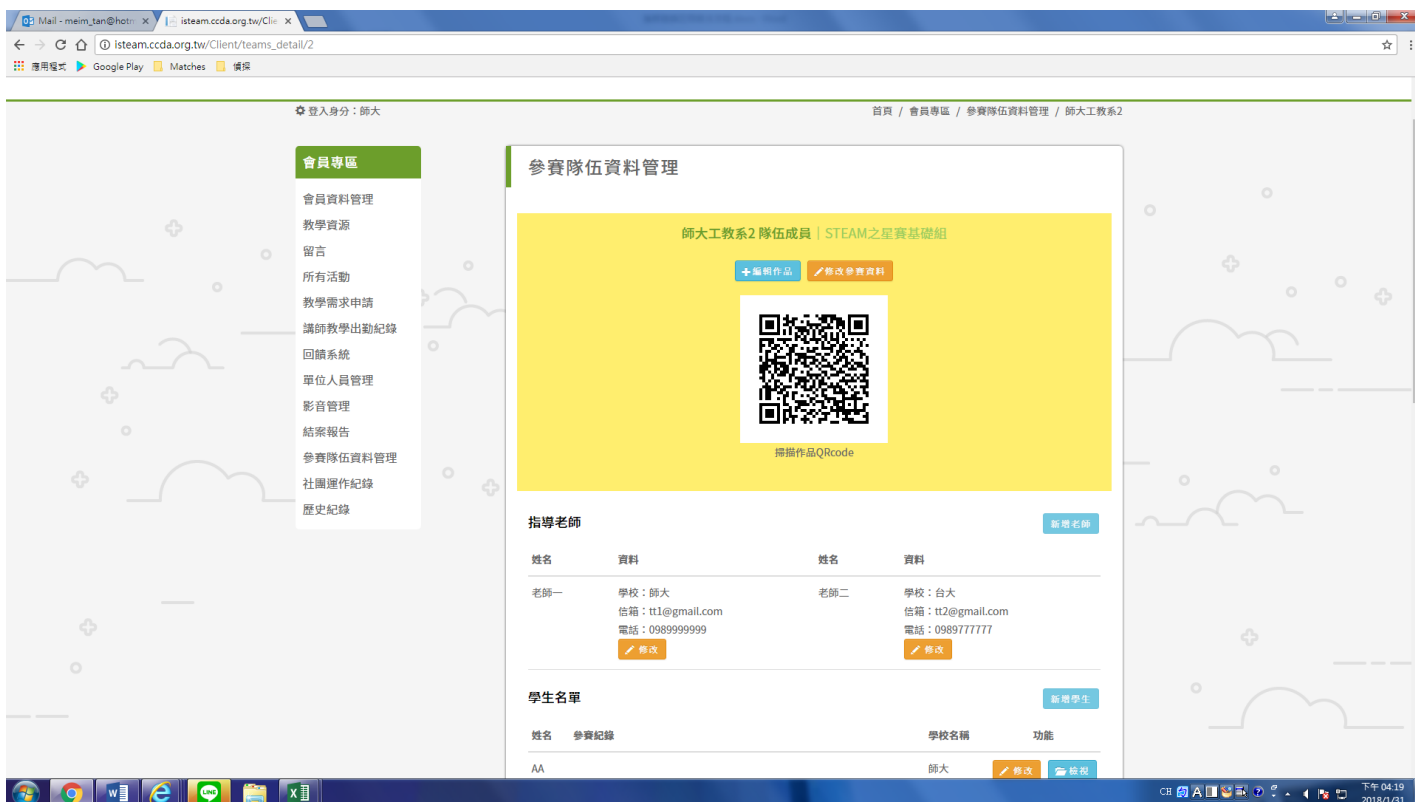 Mail - meim_tan@hotm
isteam.ccda.org.tw/Clie
isteam.ccda.org.tw/Client/teams_detail/2
應用程式 Google Play Matches 偵探
登入身分：師大
首頁 / 會員專區 / 參賽隊伍資料管理 / 師大工教系2
會員專區
會員資料管理
教學資源
留言
所有活動
教學需求申請
講師教學出勤紀錄
回饋系統
單位人員管理
影音管理
結案報告
參賽隊伍資料管理
社團運作紀錄
歷史紀錄
參賽隊伍資料管理
師大工教系2 隊伍成員｜STEAM之星賽基礎組
編輯作品 修改參賽資料
掃描作品QRcode
指導老師 新增老師
姓名 資料 姓名 資料
老師一 學校：師大 老師二 學校：台大
信箱：tt1@gmail.com 信箱：tt2@gmail.com
電話：0989999999 電話：0989777777
修改 修改
學生名單 新增學生
姓名 參賽紀錄 學校名稱 功能
AA 師大 修改 檢視
LINE
CH
下午 04:19
2018/1/31